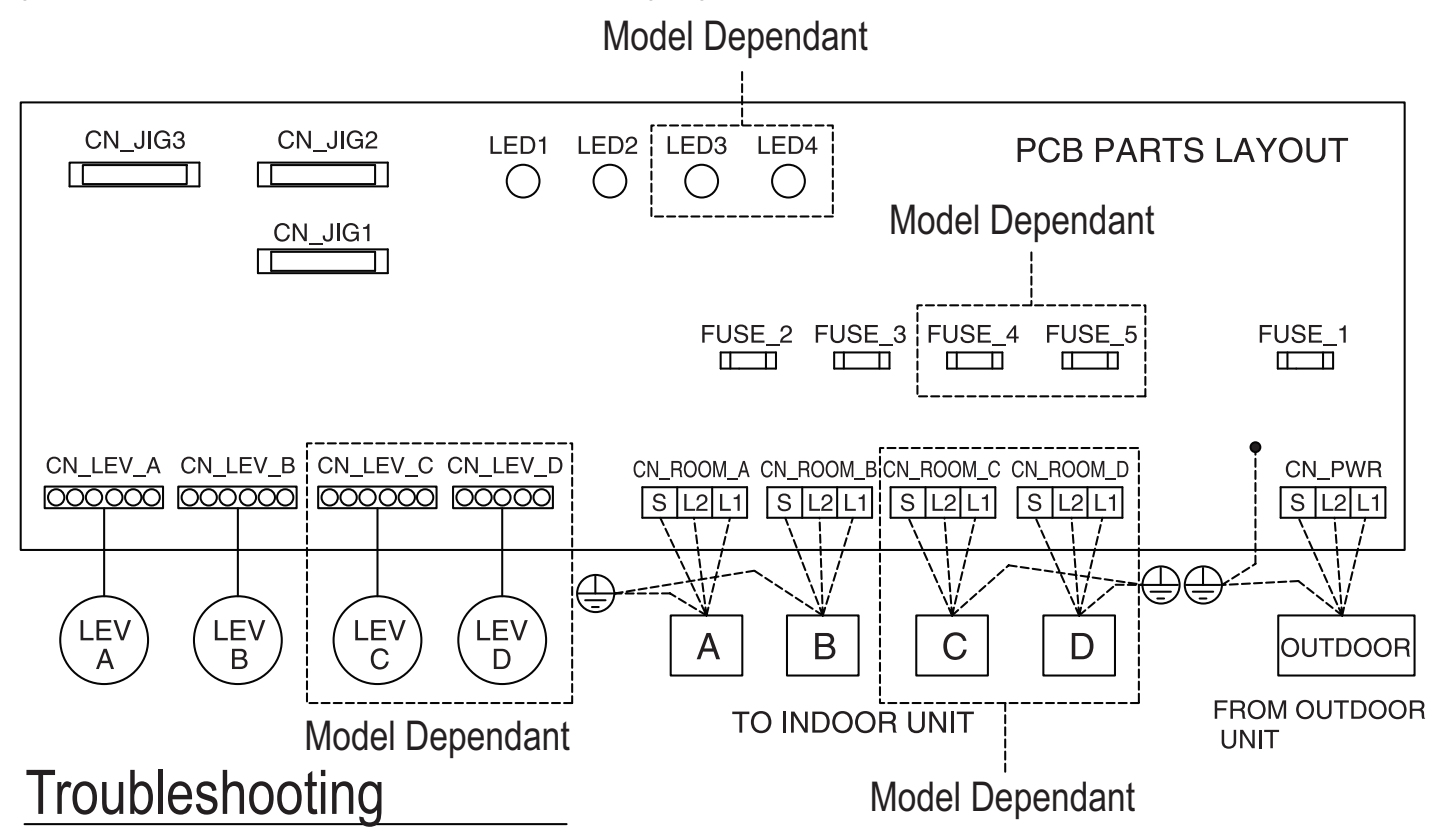 Model Dependant
CN_JIG3 CN_JIG2 LED1 LED2 LED3 LED4 PCB PARTS LAYOUT
CN_JIG1 Model Dependant
FUSE_2 FUSE_3 FUSE_4 FUSE_5 FUSE_1
CN_LEV_A CN_LEV_B CN_LEV_C CN_LEV_D CN_ROOM_A CN_ROOM_B CN_ROOM_C CN_ROOM_D CN_PWR
S L2 L1 S L2 L1 S L2 L1 S L2 L1 S L2 L1
LEV LEV LEV LEV
A B C D A B C D OUTDOOR
Model Dependant TO INDOOR UNIT FROM OUTDOOR
UNIT
Troubleshooting Model Dependant